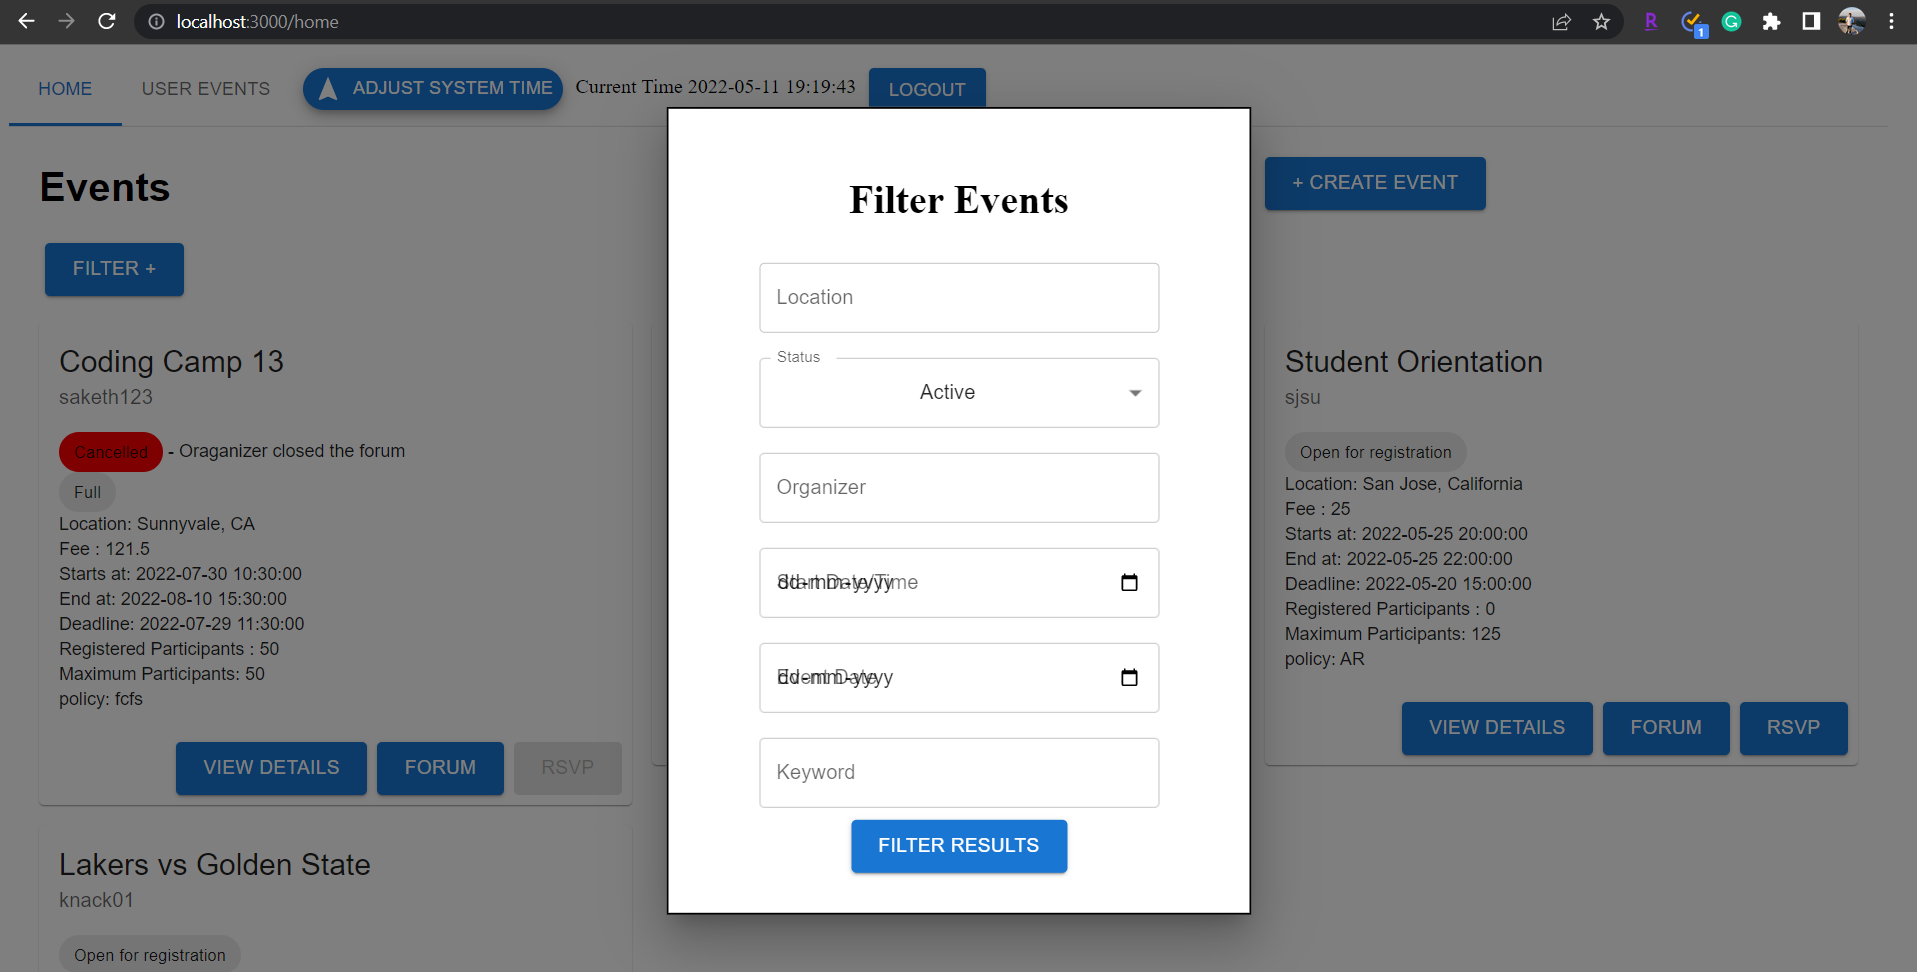 localhost:3000/home
1
HOME
USER EVENTS
ADJUST SYSTEM TIME
Current Time 2022-05-11 19:19:43
LOGOUT
Events
+ CREATE EVENT
FILTER +
Coding Camp 13
saketh123
Cancelled - Oraganizer closed the forum
Full
Location: Sunnyvale, CA
Fee : 121.5
Starts at: 2022-07-30 10:30:00
End at: 2022-08-10 15:30:00
Deadline: 2022-07-29 11:30:00
Registered Participants : 50
Maximum Participants: 50
policy: fcfs
VIEW DETAILS
FORUM
RSVP
Lakers vs Golden State
knack01
Open for registration
Filter Events
Location
Status
Active
Organizer
Start Date/Time
dd-mm-yyyy
Event Date
dd-mm-yyyy
Keyword
FILTER RESULTS
Student Orientation
sjsu
Open for registration
Location: San Jose, California
Fee : 25
Starts at: 2022-05-25 20:00:00
End at: 2022-05-25 22:00:00
Deadline: 2022-05-20 15:00:00
Registered Participants : 0
Maximum Participants: 125
policy: AR
VIEW DETAILS
FORUM
RSVP